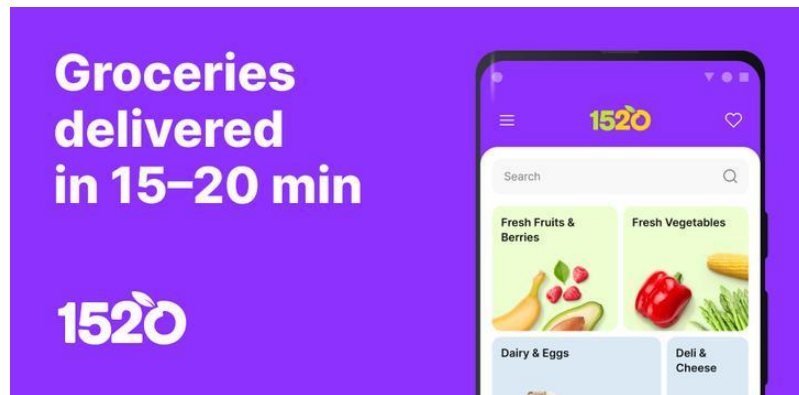 Groceries
delivered
in 15–20 min
1520
1520
Search
Fresh Fruits &
Berries
Fresh Vegetables
Dairy & Eggs
Deli &
Cheese